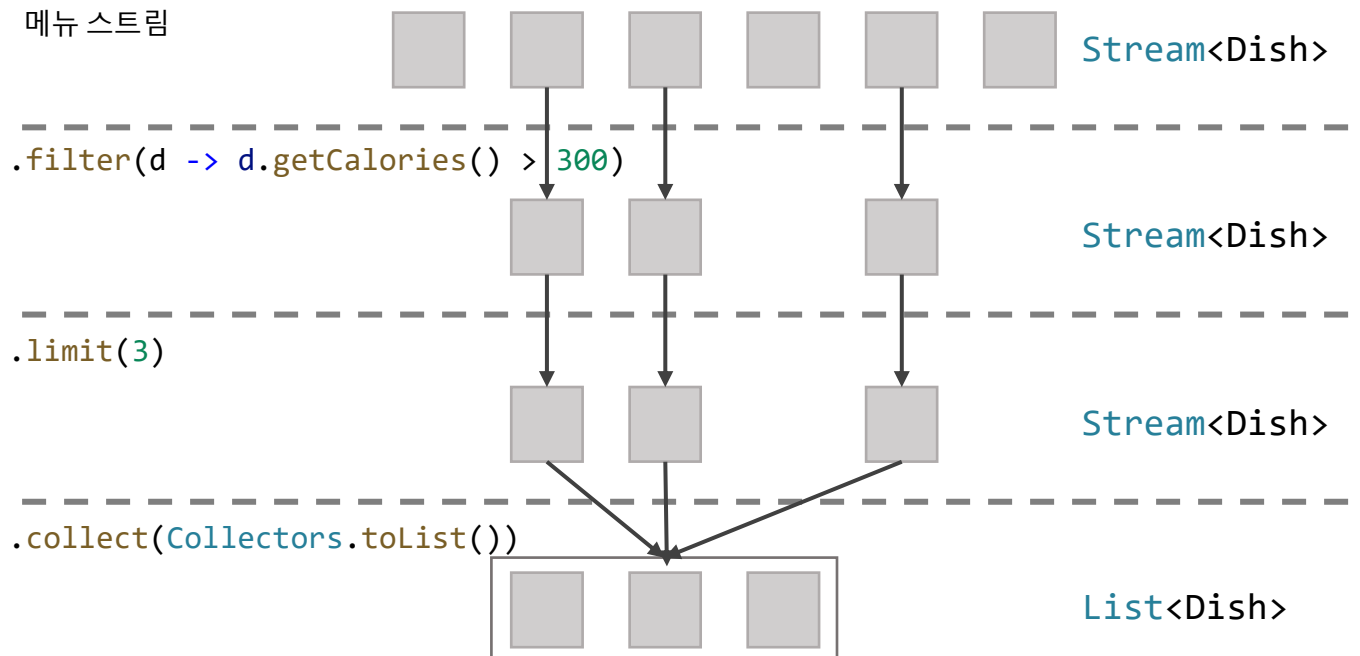 메뉴 스트림
Stream<Dish>
.filter(d -> d.getCalories() > 300)
Stream<Dish>
.limit(3)
Stream<Dish>
.collect(Collectors.toList())
List<Dish>